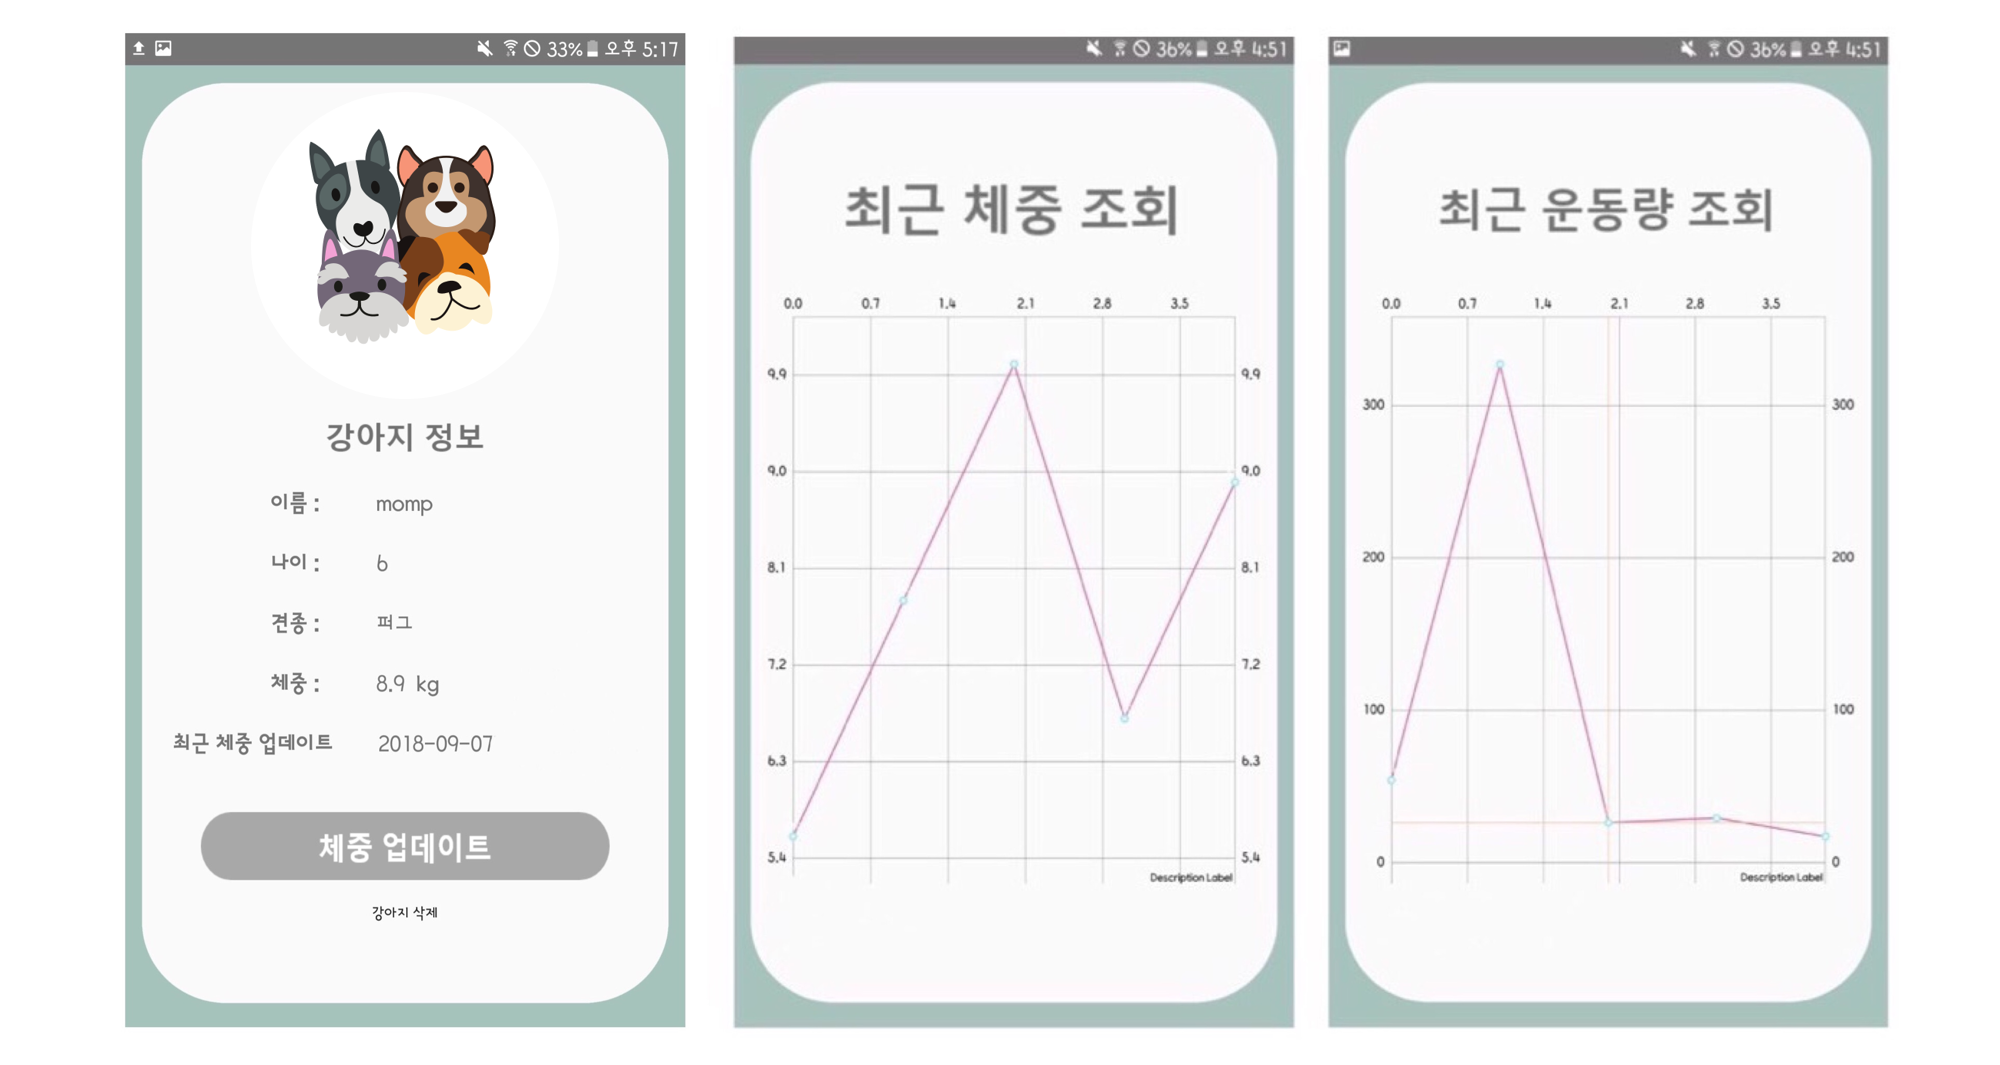 33% 오후 5:17
강아지 정보
이름 : momp
나이 : 6
견종 : 퍼그
체중 : 8.9 kg
최근 체중 업데이트 2018-09-07
체중 업데이트
강아지 삭제
36% 오후 4:51
최근 체중 조회
0.0 0.7 1.4 2.1 2.8 3.5
9.9 9.9
9.0 9.0
8.1 8.1
7.2 7.2
6.3 6.3
5.4 5.4
Description Label
36% 오후 4:51
최근 운동량 조회
0.0 0.7 1.4 2.1 2.8 3.5
300 300
200 200
100 100
0 0
Description Label